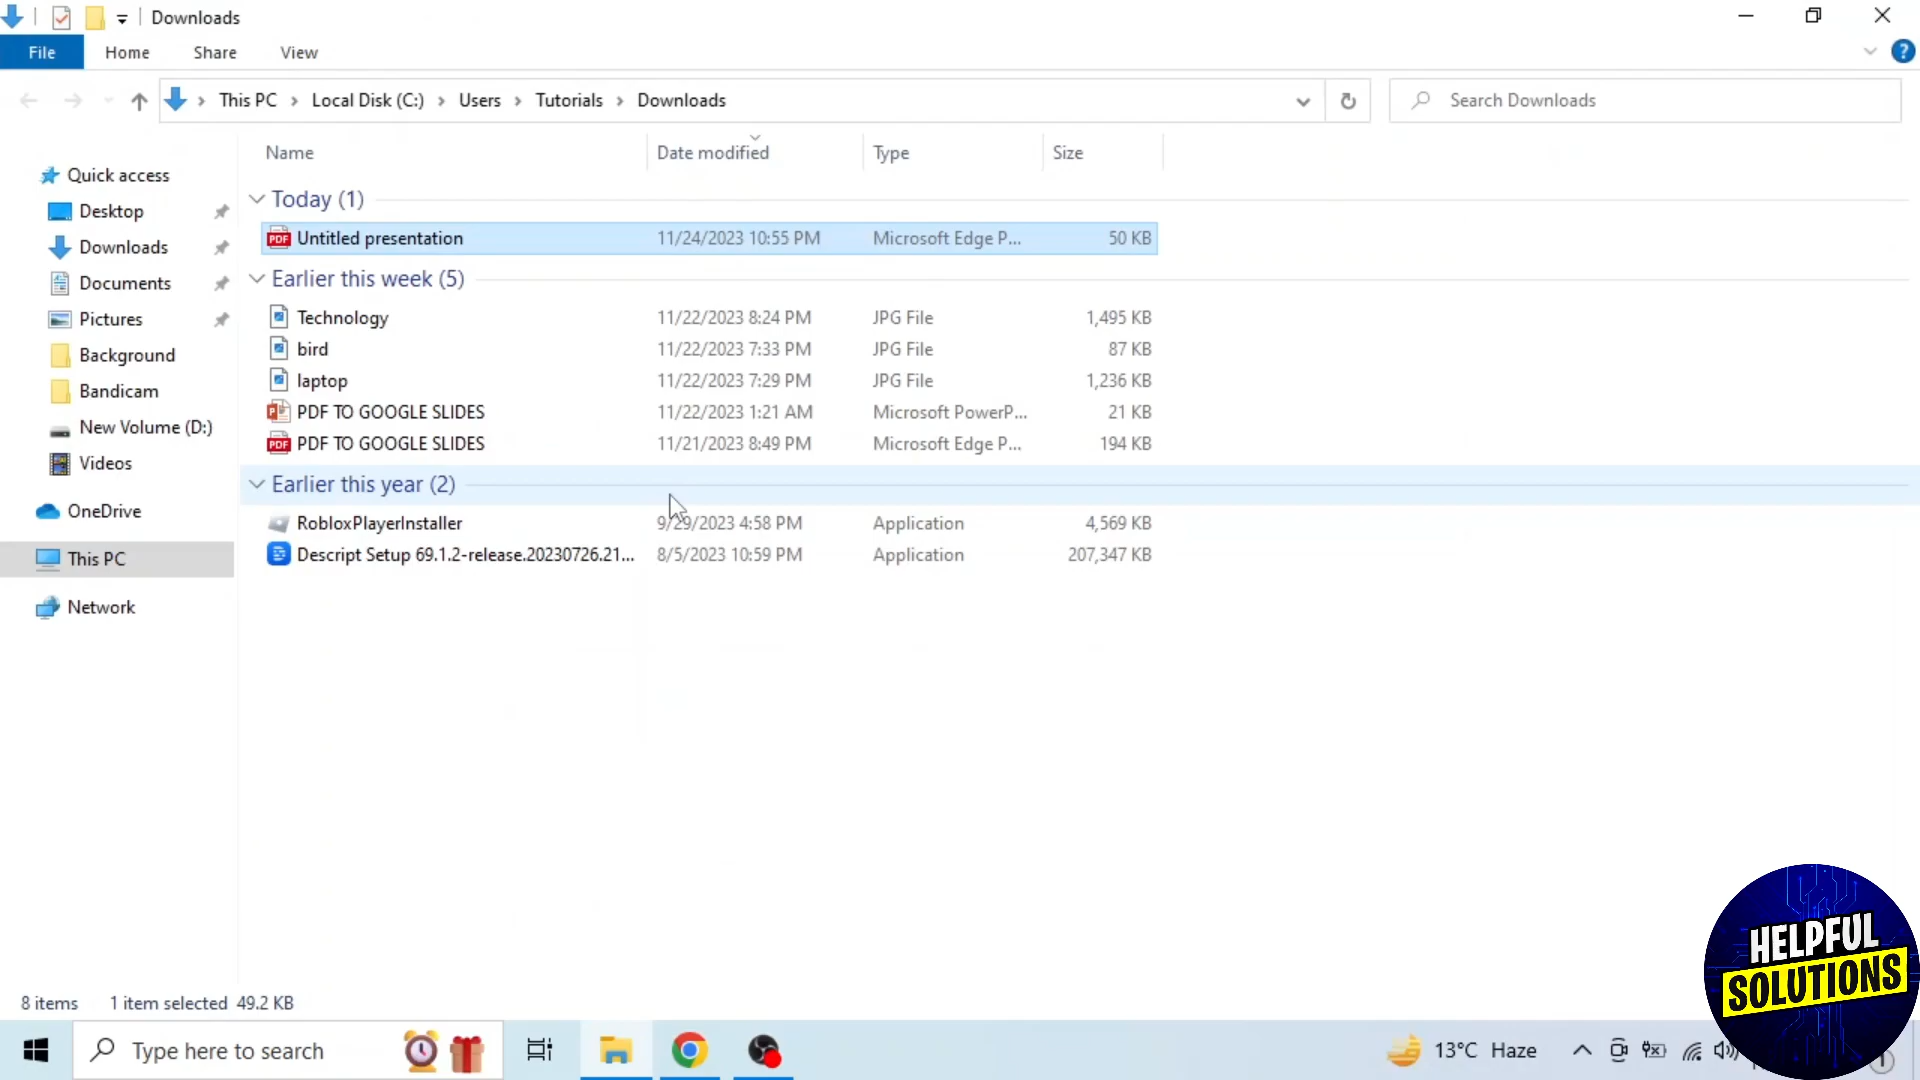 Downloads
File Home Share View
This PC Local Disk (C:) Users Tutorials Downloads Search Downloads
Name Date modified Type Size
Quick access
Desktop
Downloads
Documents
Pictures
Background
Bandicam
New Volume (D:)
Videos
OneDrive
This PC
Network
Today (1)
PDF Untitled presentation 11/24/2023 10:55 PM Microsoft Edge P... 50 KB
Earlier this week (5)
Technology 11/22/2023 8:24 PM JPG File 1,495 KB
bird 11/22/2023 7:33 PM JPG File 87 KB
laptop 11/22/2023 7:29 PM JPG File 1,236 KB
PDF TO GOOGLE SLIDES 11/22/2023 1:21 AM Microsoft PowerP... 21 KB
PDF PDF TO GOOGLE SLIDES 11/21/2023 8:49 PM Microsoft Edge P... 194 KB
Earlier this year (2)
RobloxPlayerInstaller 9/29/2023 4:58 PM Application 4,569 KB
Descript Setup 69.1.2-release.20230726.21... 8/5/2023 10:59 PM Application 207,347 KB
8 items 1 item selected 49.2 KB
Type here to search 13°C Haze
HELPFUL
SOLUTIONS